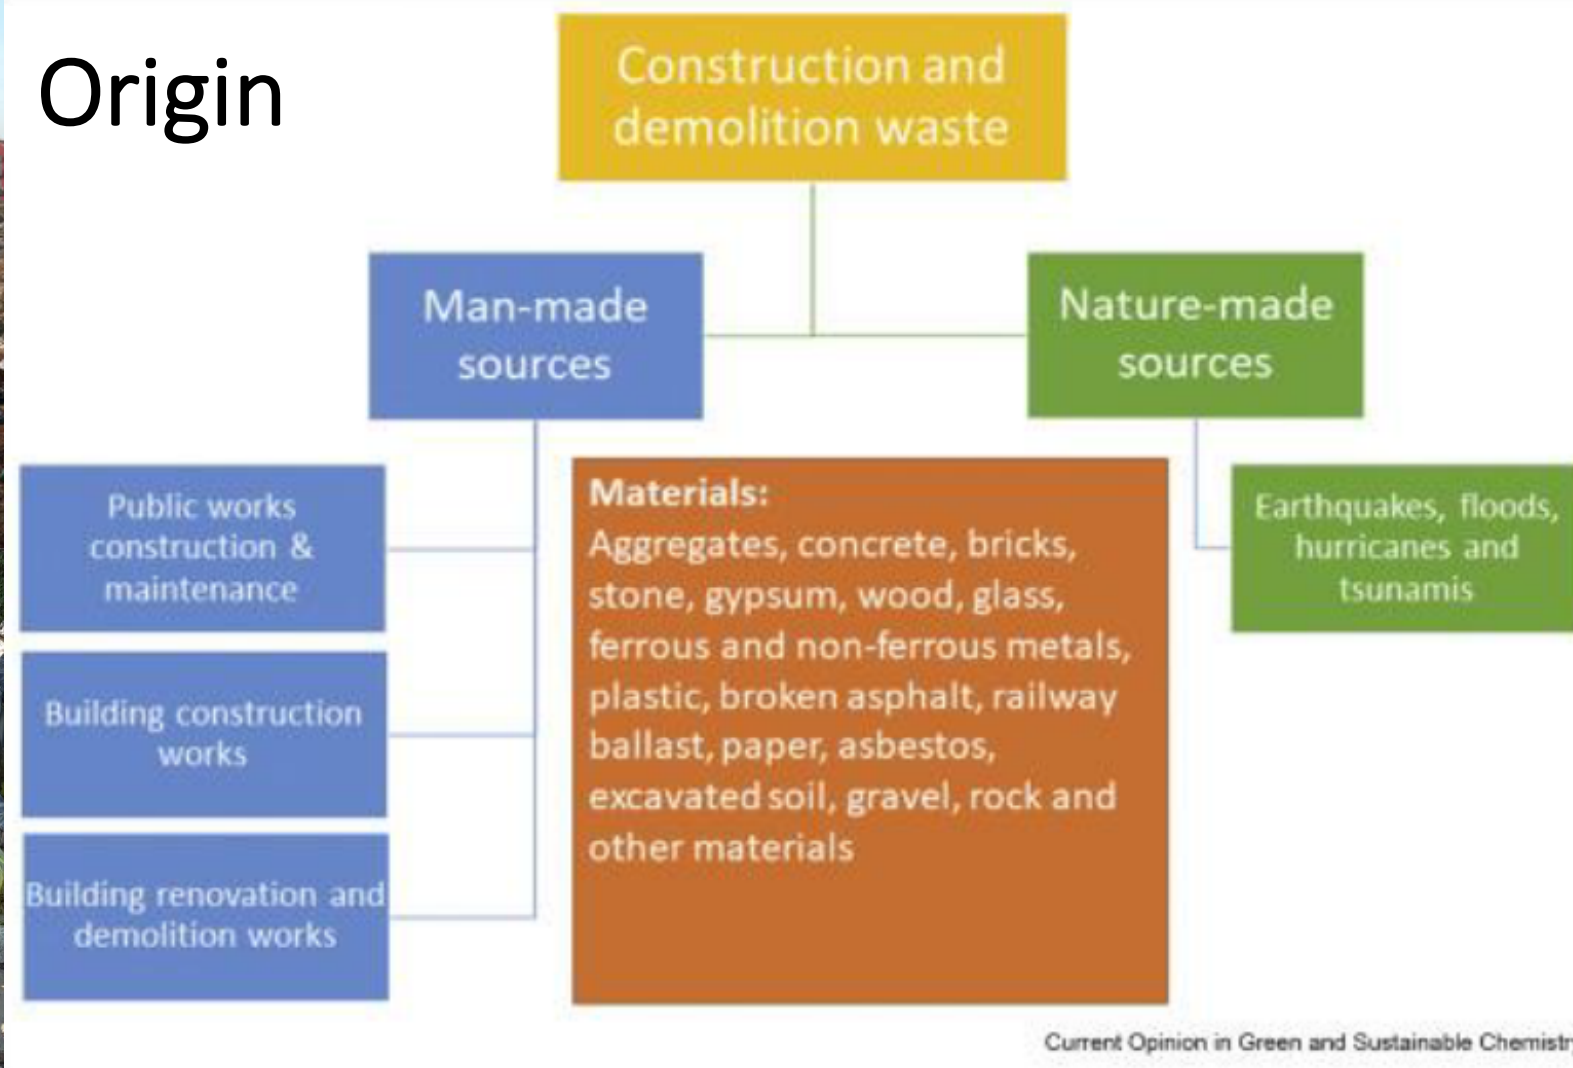 Origin
Construction and
demolition waste
Man-made
sources
Nature-made
sources
Public works
construction &
maintenance
Building construction
works
Building renovation and
demolition works
Materials:
Aggregates, concrete, bricks,
stone, gypsum, wood, glass,
ferrous and non-ferrous metals,
plastic, broken asphalt, railway
ballast, paper, asbestos,
excavated soil, gravel, rock and
other materials
Earthquakes, floods,
hurricanes and
tsunamis
Current Opinion in Green and Sustainable Chemistry